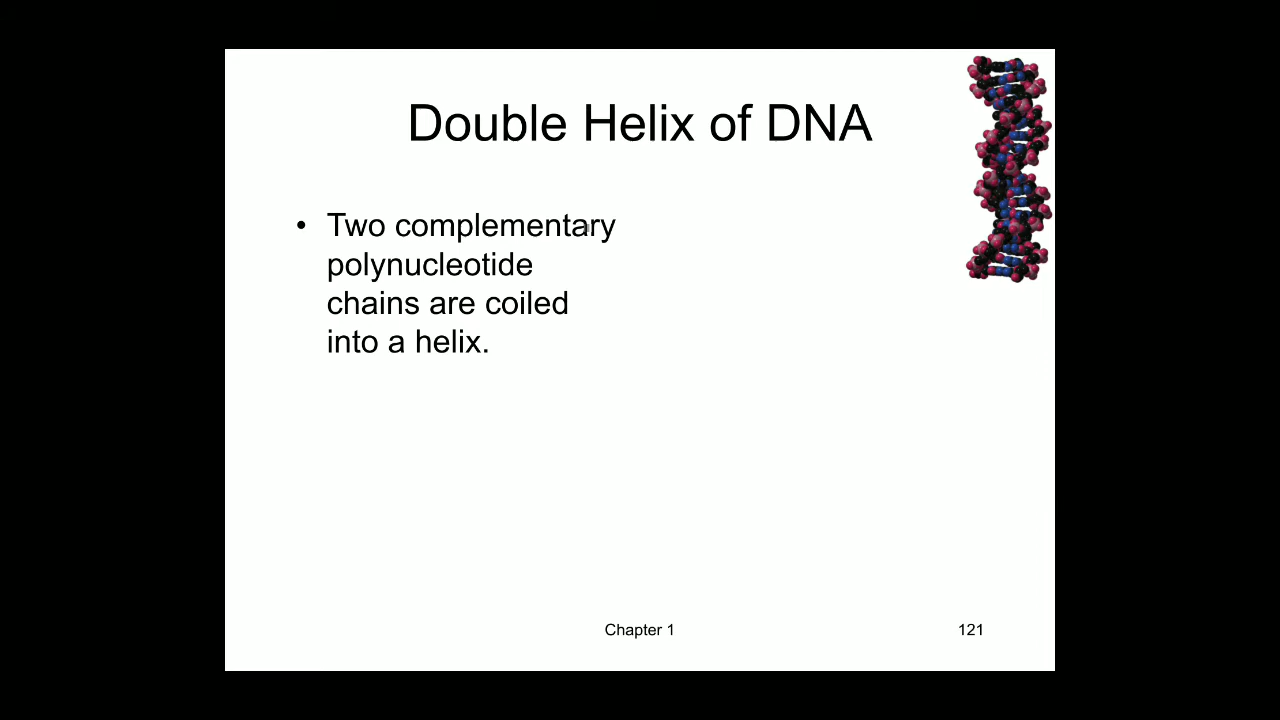 Double Helix of DNA
• Two complementary
polynucleotide
chains are coiled
into a helix.
Chapter 1
121